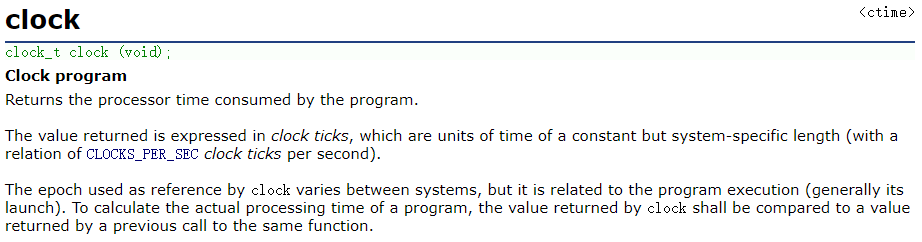 clock
<ctime>
clock_t clock (void);
Clock program
Returns the processor time consumed by the program.
The value returned is expressed in clock ticks, which are units of time of a constant but system-specific length (with a
relation of CLOCKS_PER_SEC clock ticks per second).
The epoch used as reference by clock varies between systems, but it is related to the program execution (generally its
launch). To calculate the actual processing time of a program, the value returned by clock shall be compared to a value
returned by a previous call to the same function.